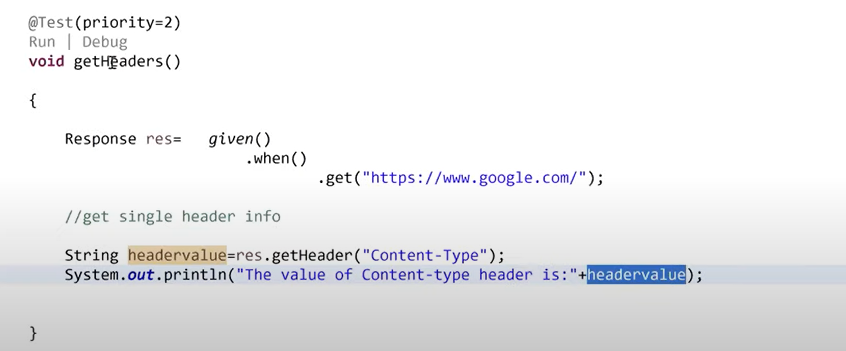 @Test(priority=2)
Run | Debug
void getHeaders()
{
Response res= given()
.when()
.get("https://www.google.com/");
//get single header info
String headervalue=res.getHeader("Content-Type");
System.out.println("The value of Content-type header is:"+headervalue);
}